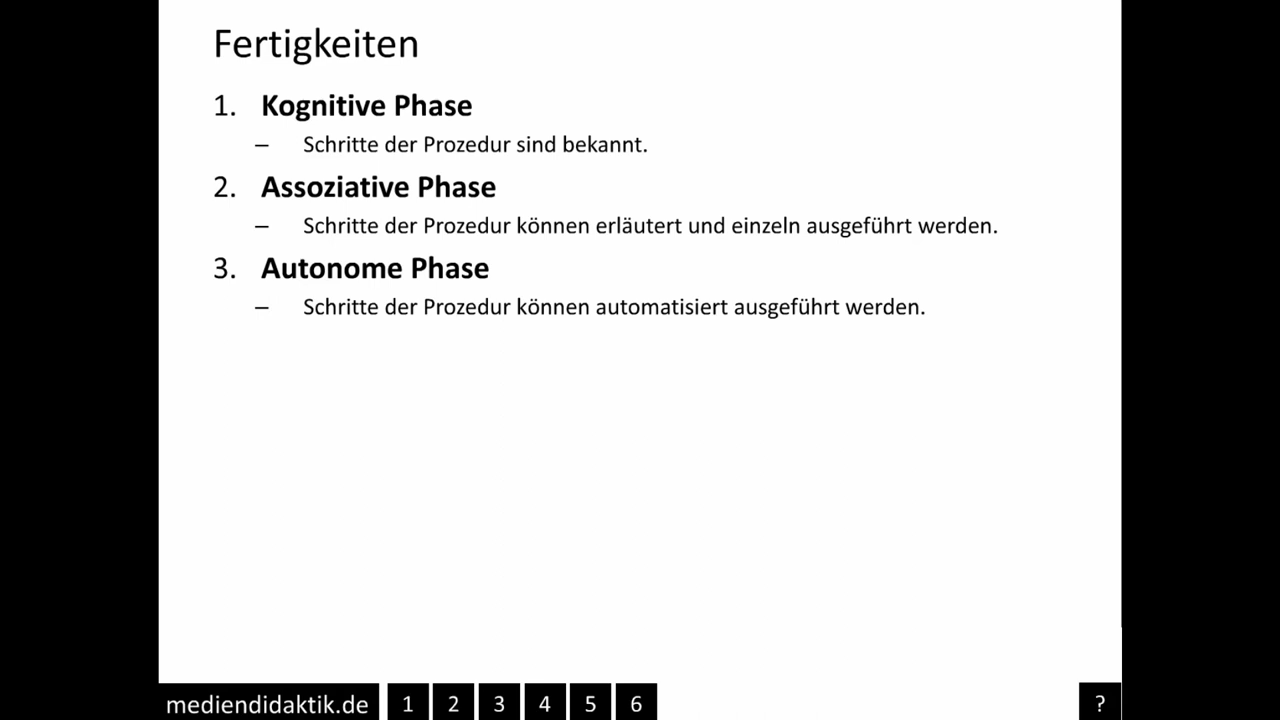 Fertigkeiten
1. Kognitive Phase
– Schritte der Prozedur sind bekannt.
2. Assoziative Phase
– Schritte der Prozedur können erläutert und einzeln ausgeführt werden.
3. Autonome Phase
– Schritte der Prozedur können automatisiert ausgeführt werden.
mediendidaktik.de 1 2 3 4 5 6 ?